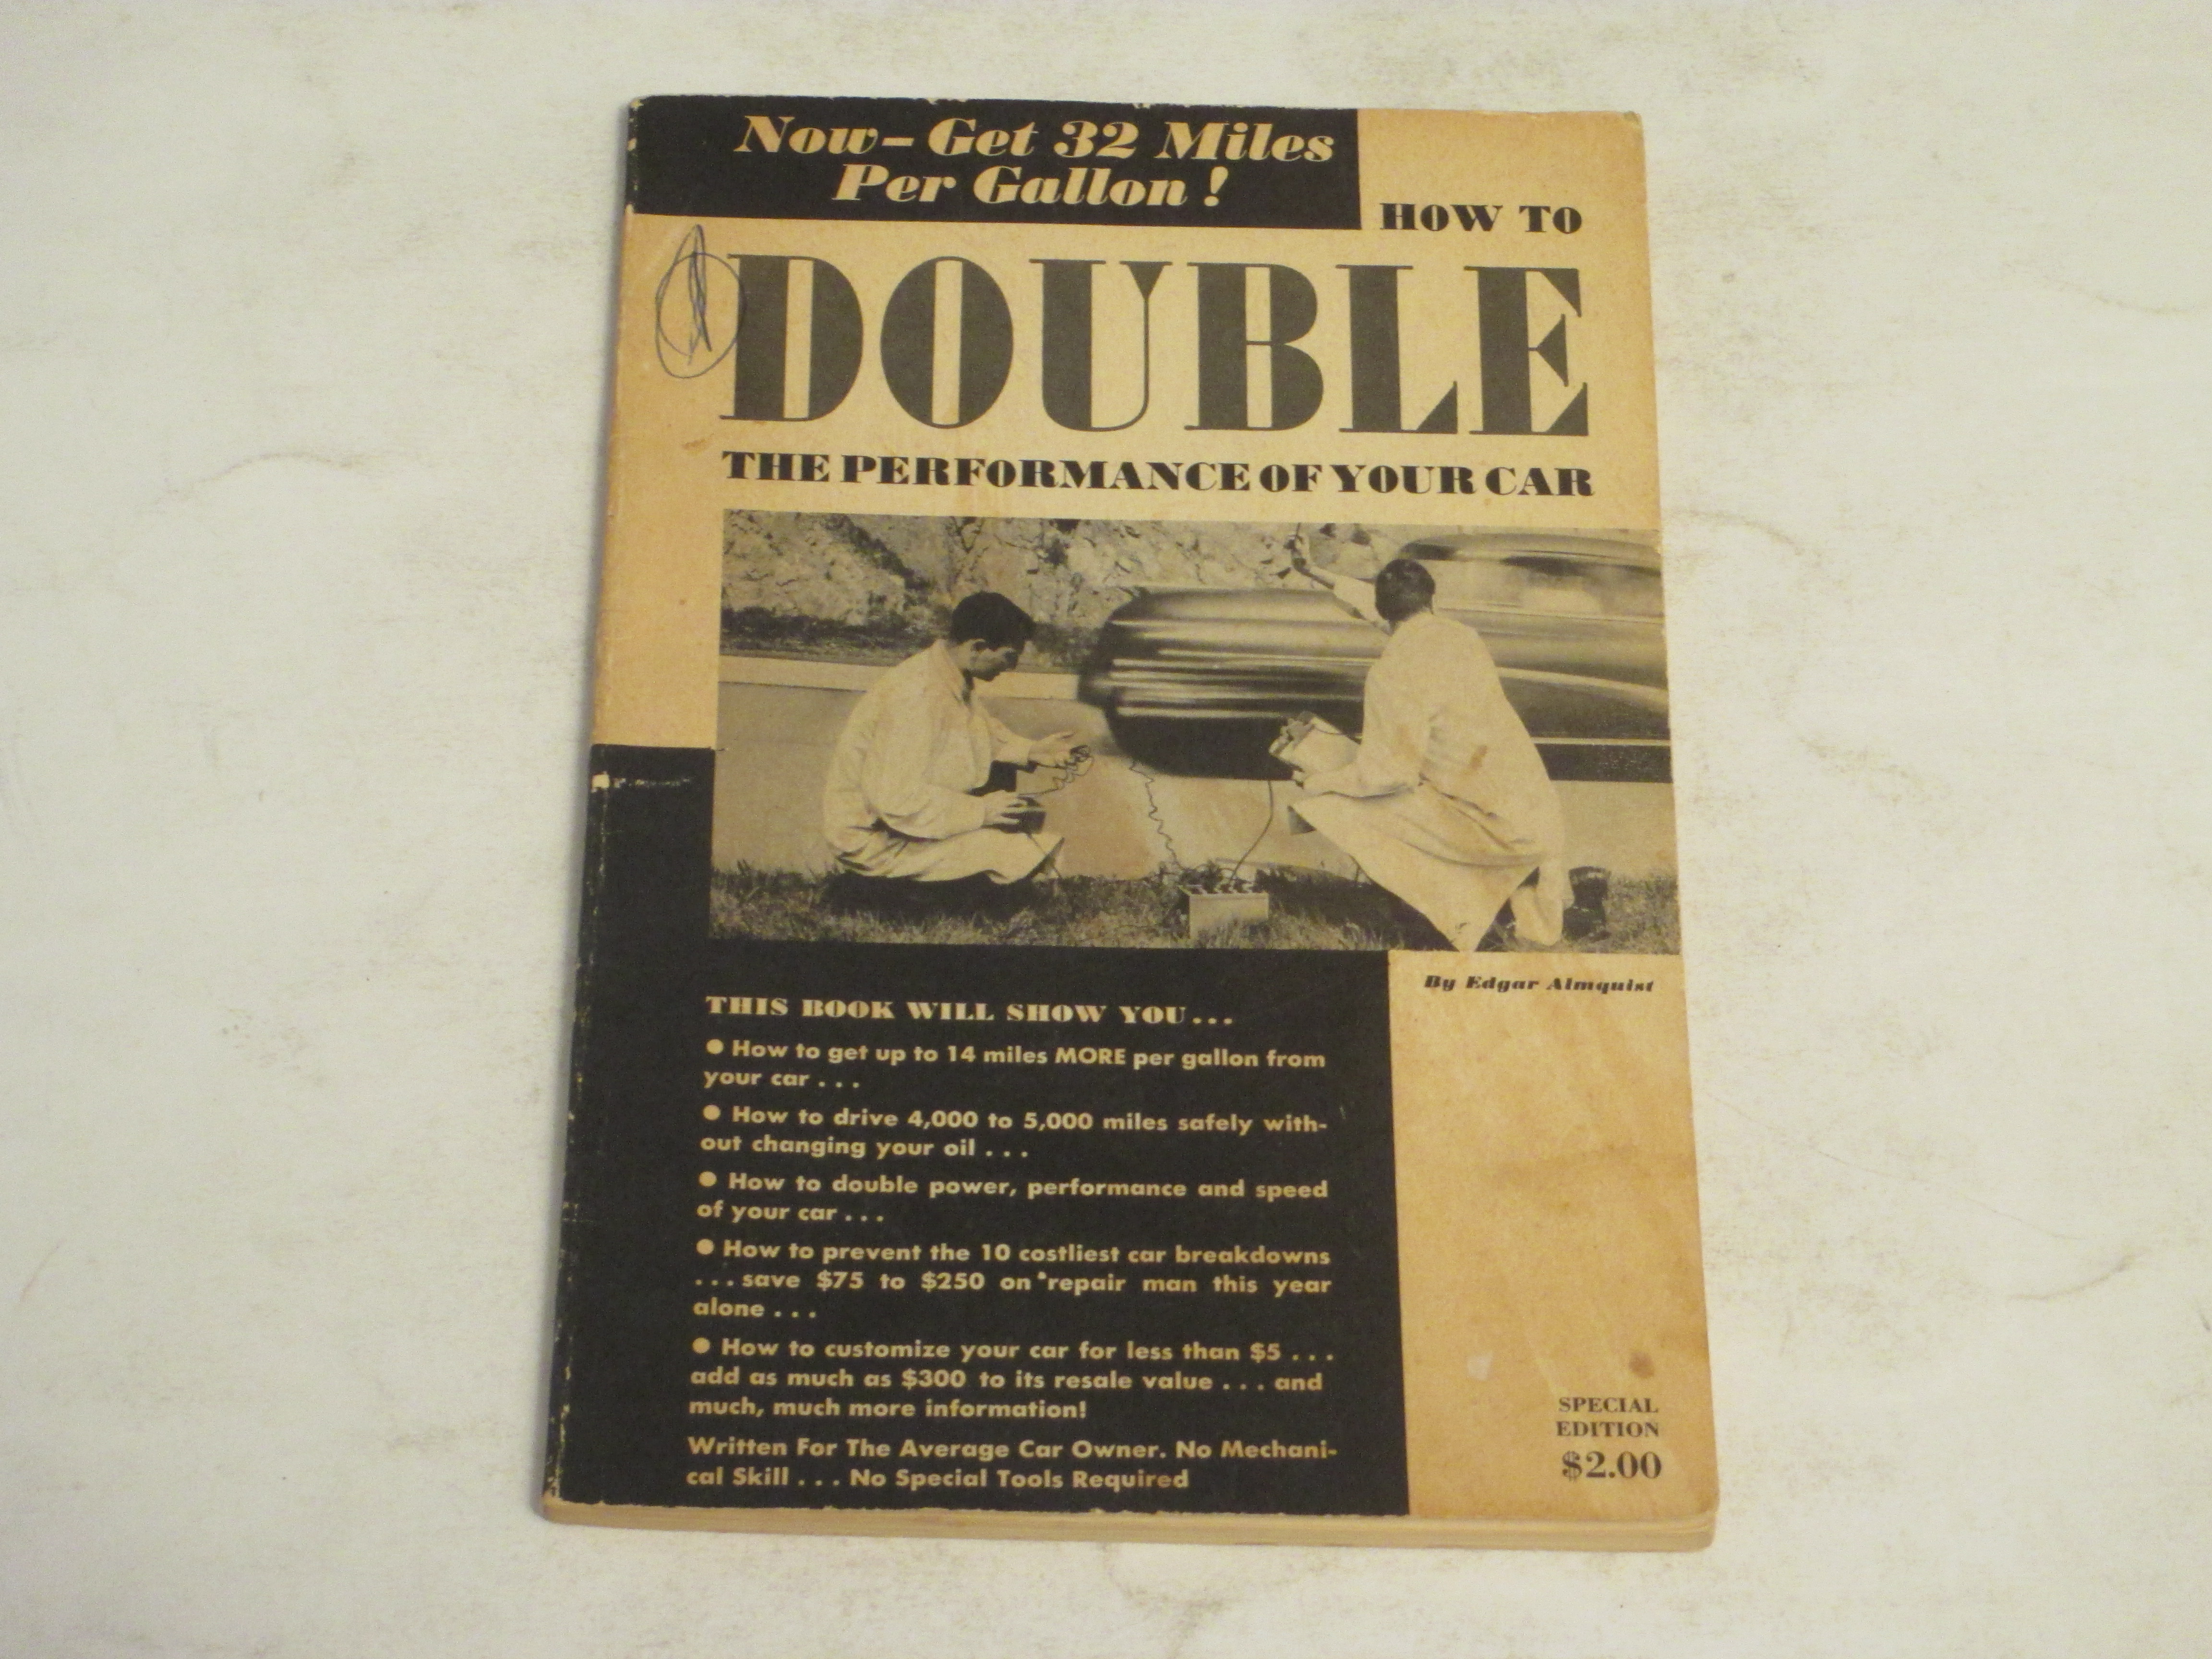 Now—Get 32 Miles
Per Gallon!
HOW TO
DOUBLE
THE PERFORMANCE OF YOUR CAR
By Edgar Almquist
THIS BOOK WILL SHOW YOU...
● How to get up to 14 miles MORE per gallon from
your car . . .
● How to drive 4,000 to 5,000 miles safely with-
out changing your oil . . .
● How to double power, performance and speed
of your car . . .
● How to prevent the 10 costliest car breakdowns
. . . save $75 to $250 on repair man this year
alone . . .
● How to customize your car for less than $5 . . .
add as much as $300 to its resale value . . . and
much, much more information!
Written For The Average Car Owner. No Mechani-
cal Skill . . . No Special Tools Required
SPECIAL
EDITION
$2.00